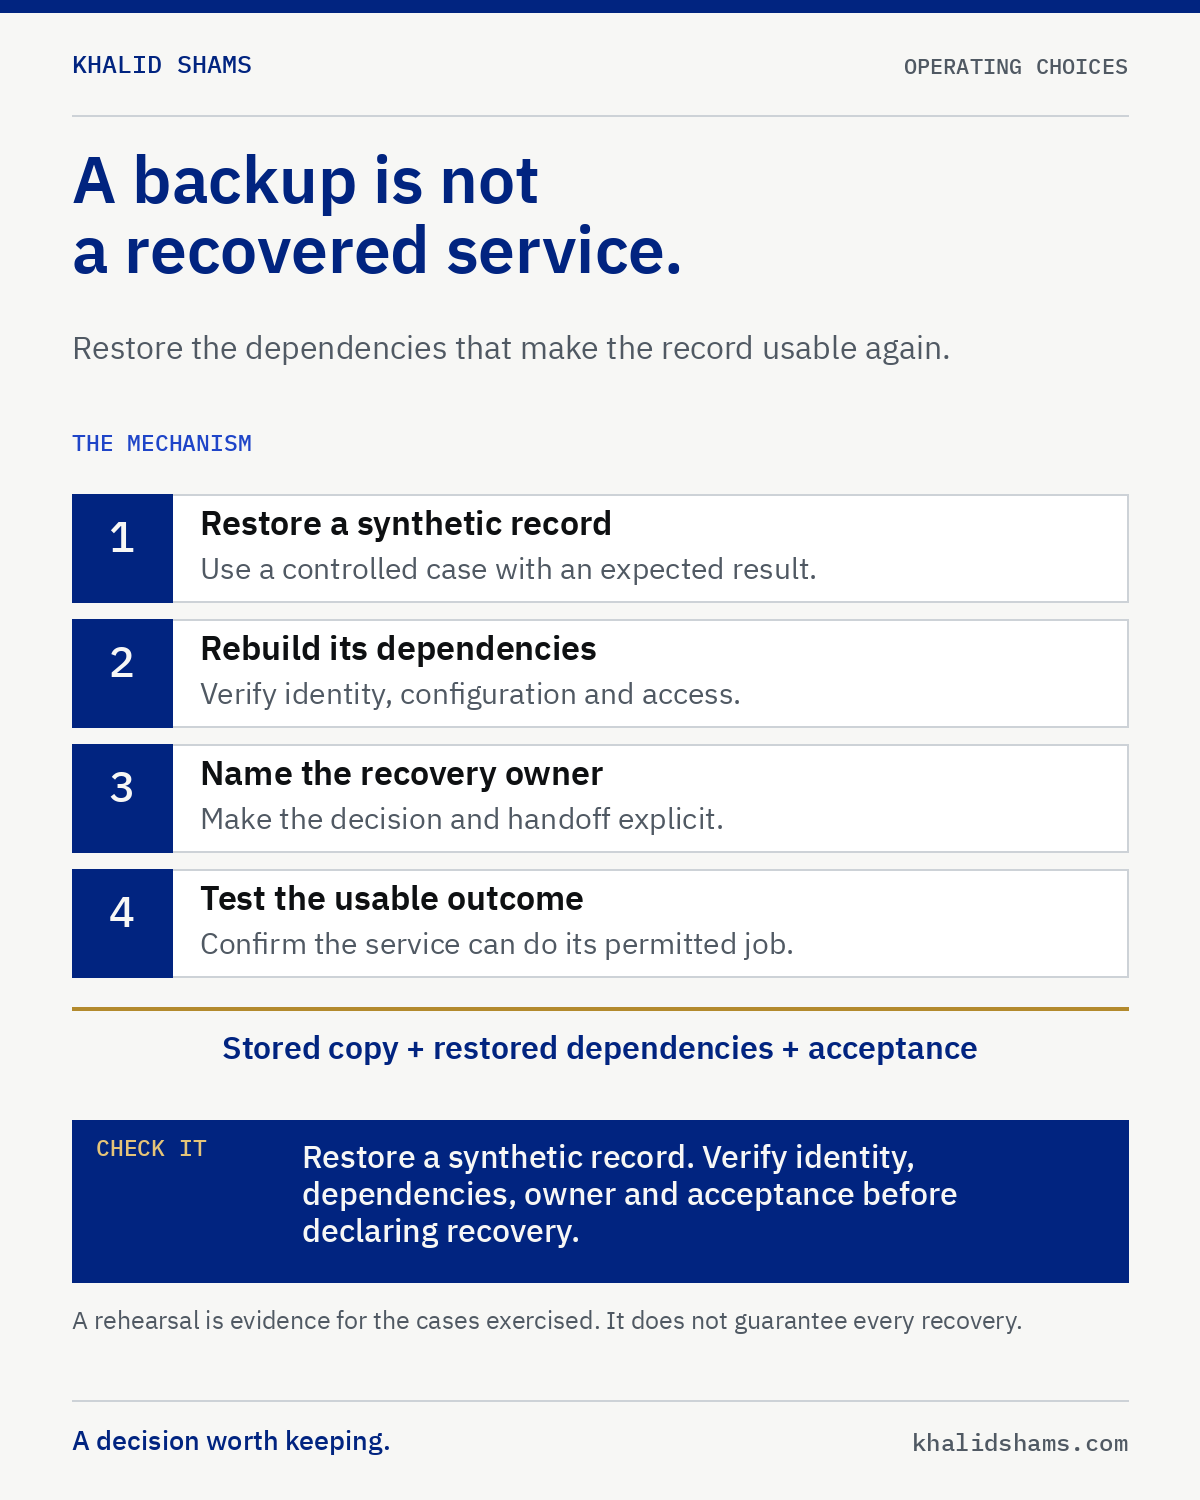 KHALID SHAMS
OPERATING CHOICES
A backup is not
a recovered service.
Restore the dependencies that make the record usable again.
THE MECHANISM
1
Restore a synthetic record
Use a controlled case with an expected result.
2
Rebuild its dependencies
Verify identity, configuration and access.
3
Name the recovery owner
Make the decision and handoff explicit.
4
Test the usable outcome
Confirm the service can do its permitted job.
Stored copy + restored dependencies + acceptance
CHECK IT
Restore a synthetic record. Verify identity,
dependencies, owner and acceptance before
declaring recovery.
A rehearsal is evidence for the cases exercised. It does not guarantee every recovery.
A decision worth keeping.
khalidshams.com